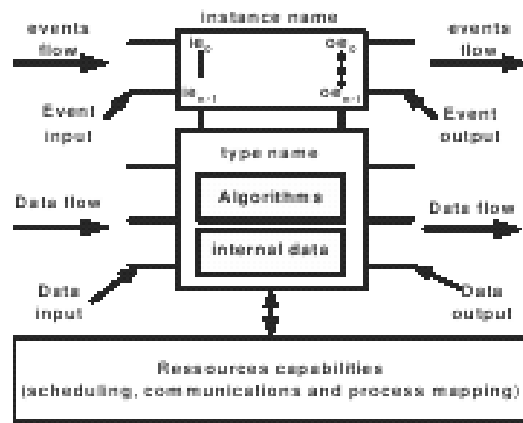 instance name
events
flow
events
flow
Event
input
Event
output
type name
Data flow
Algorithms
Data flow
internal data
Data
input
Data
output
Ressources capabilities
(scheduling, communications and process mapping)